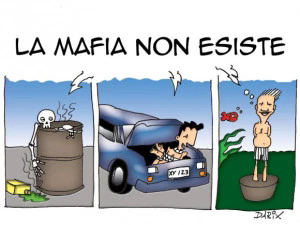 LA MAFIA NON ESISTE
XY 123
DARIX